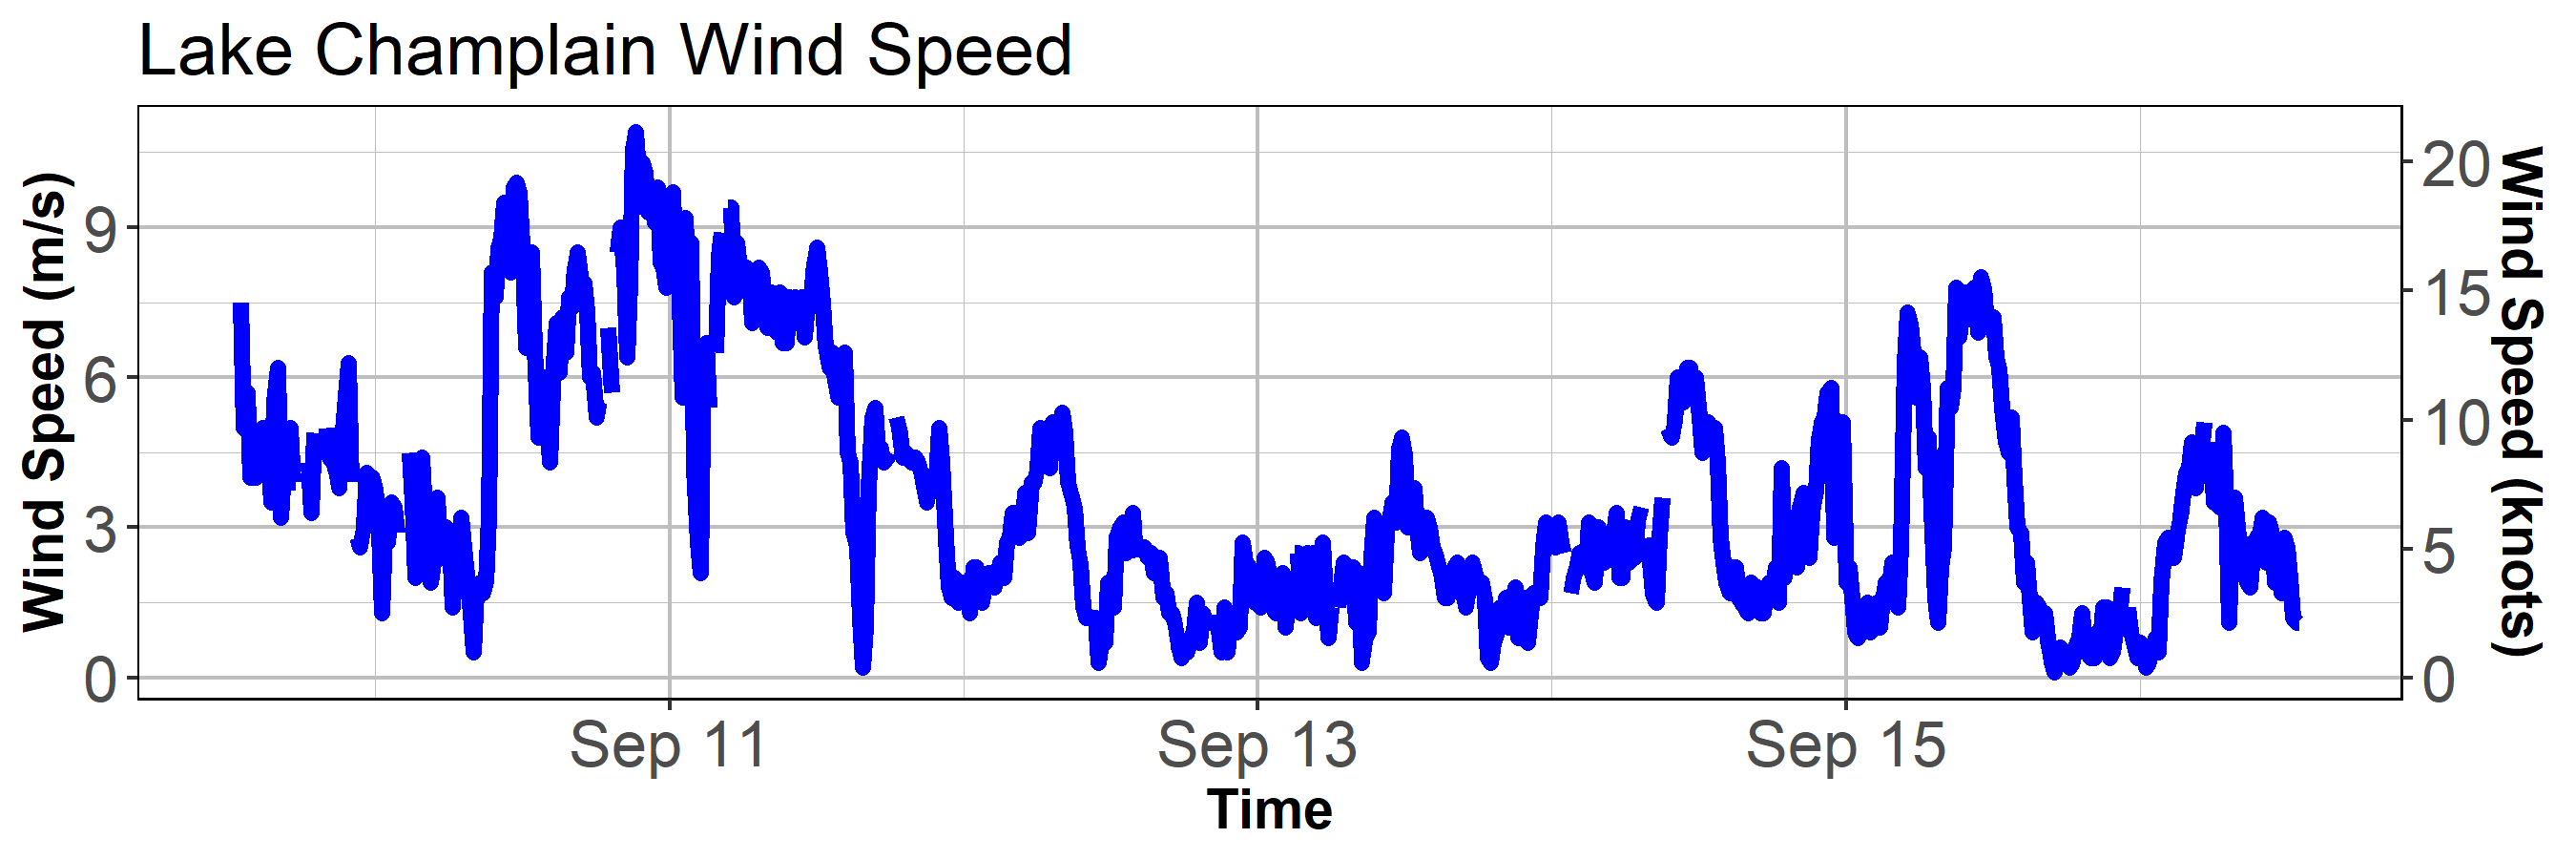 Lake Champlain Wind Speed
Wind Speed (m/s)
9
6
3
0
20
15
10
5
0
Wind Speed (knots)
Sep 11
Sep 13
Sep 15
Time